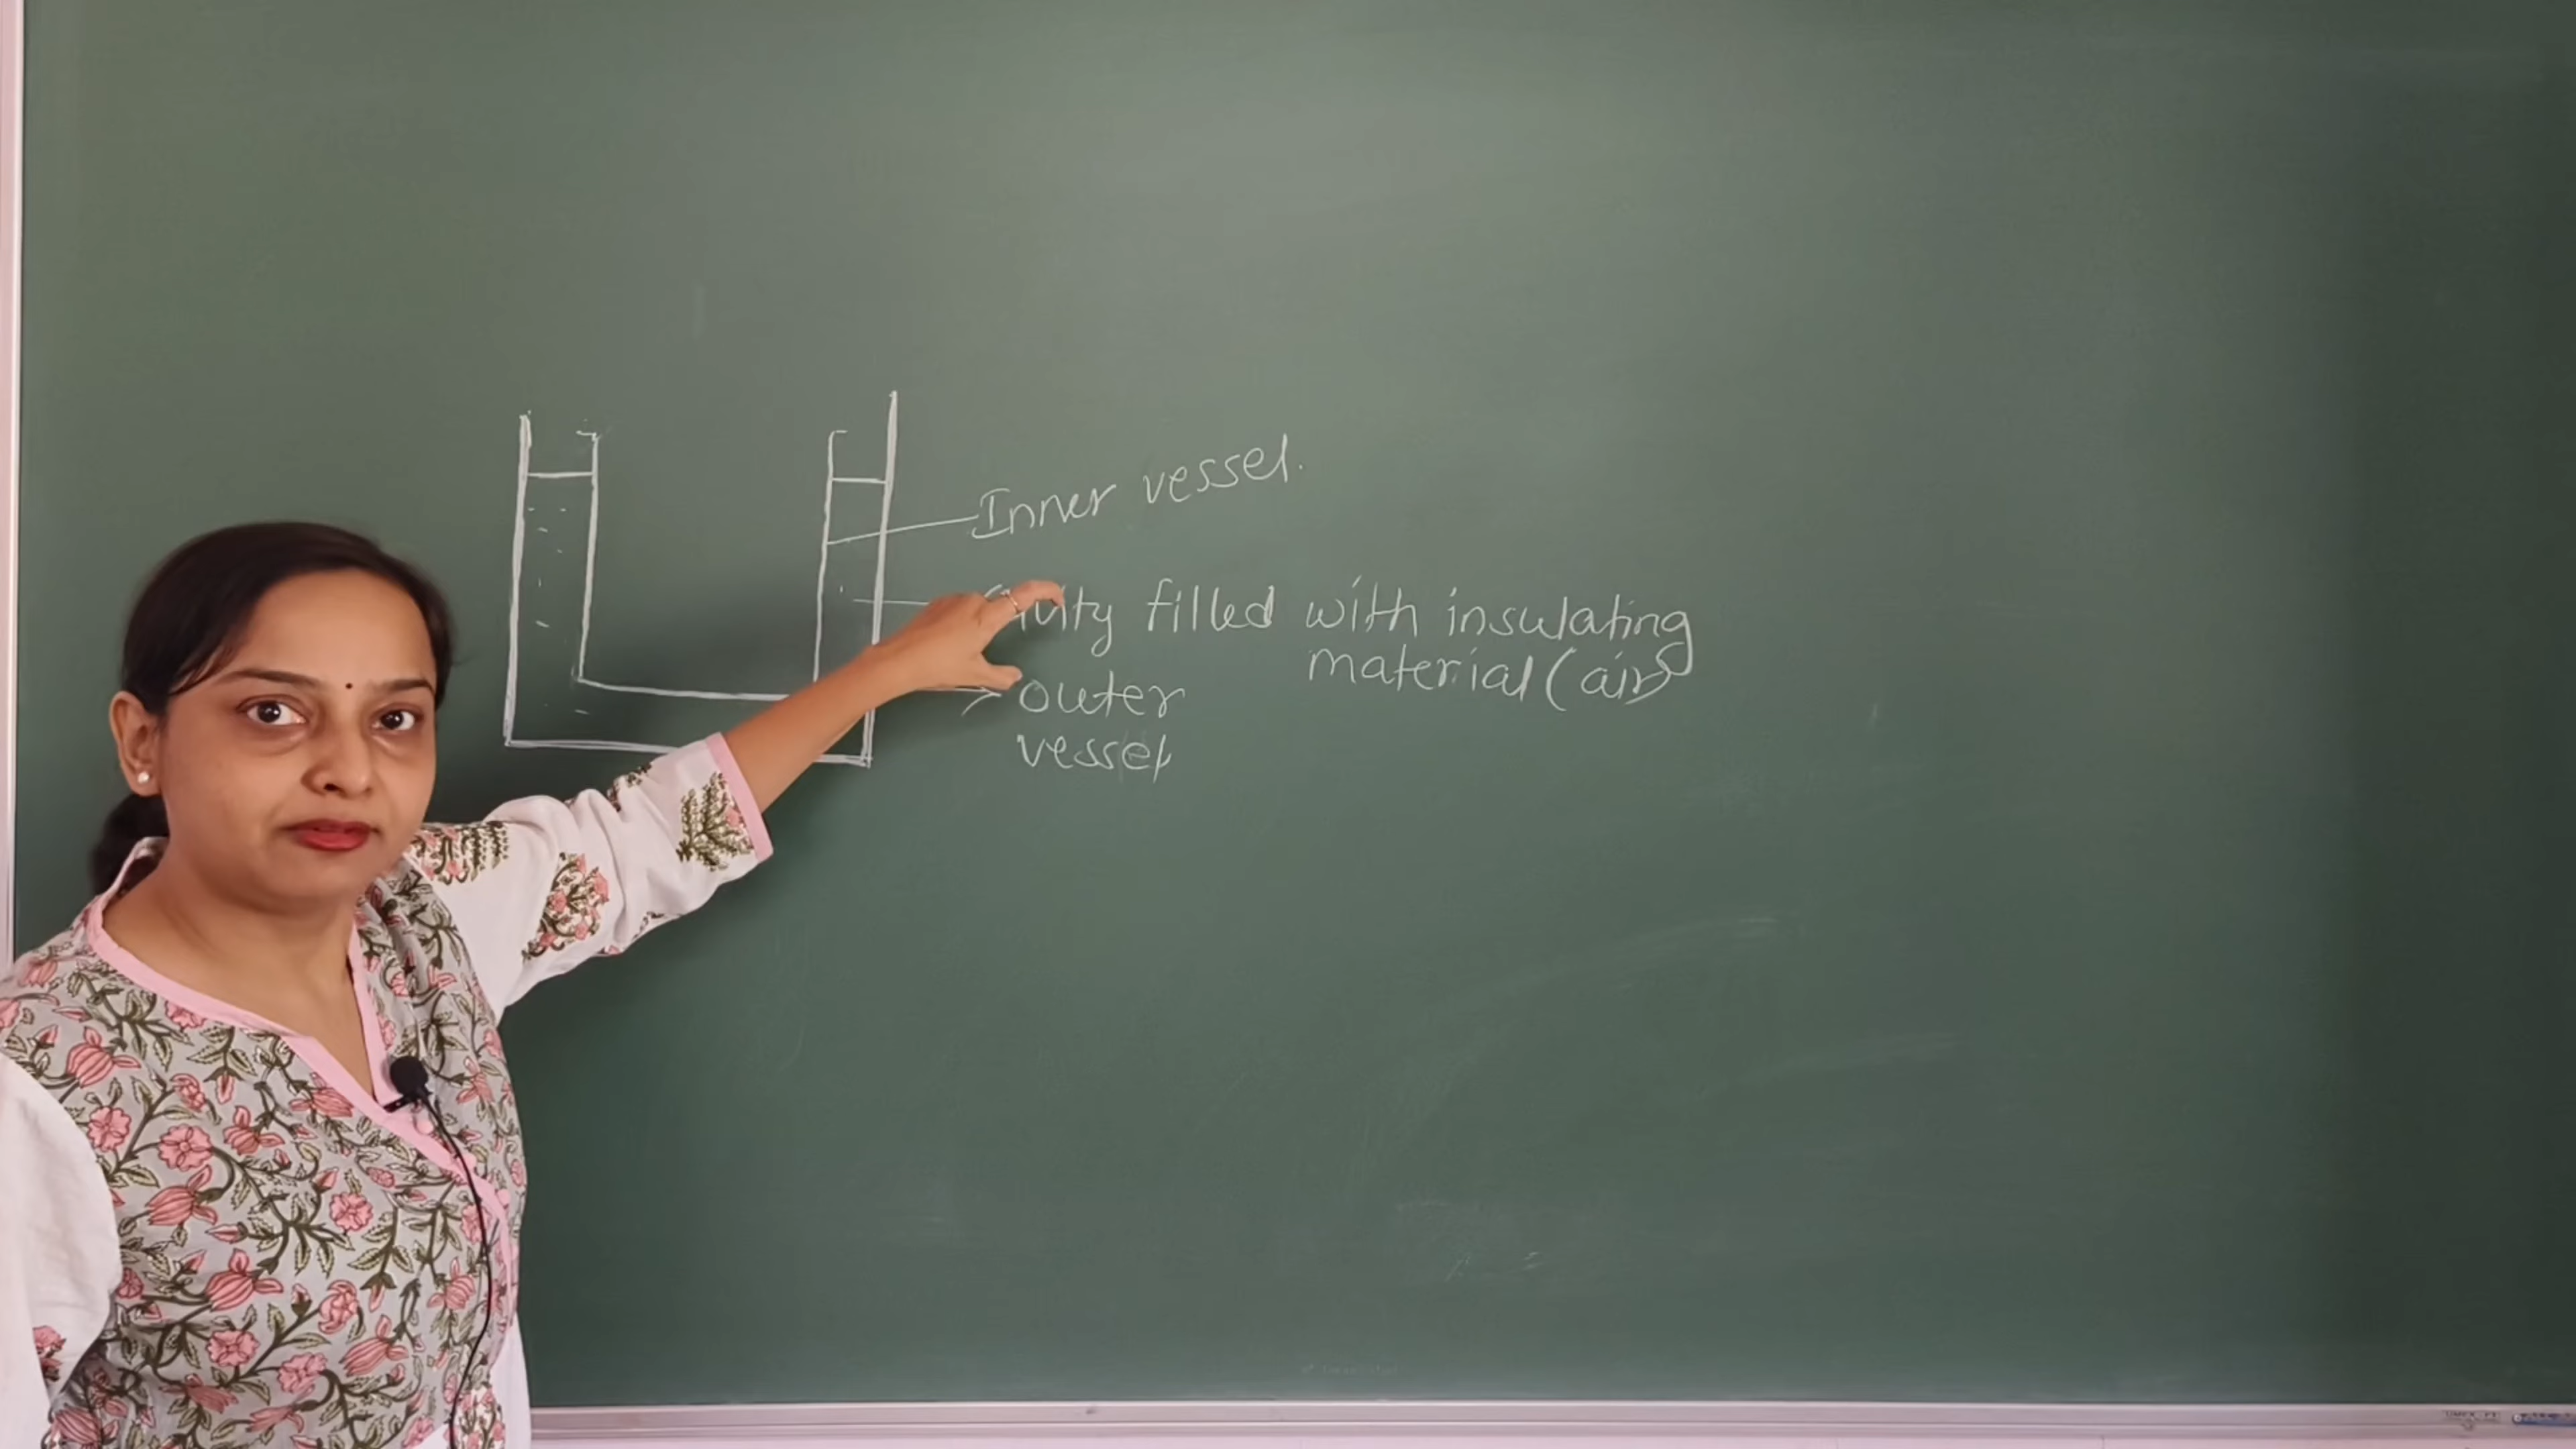 Inner vessel.
Cavity filled with insulating
material (air)
outer
vessel